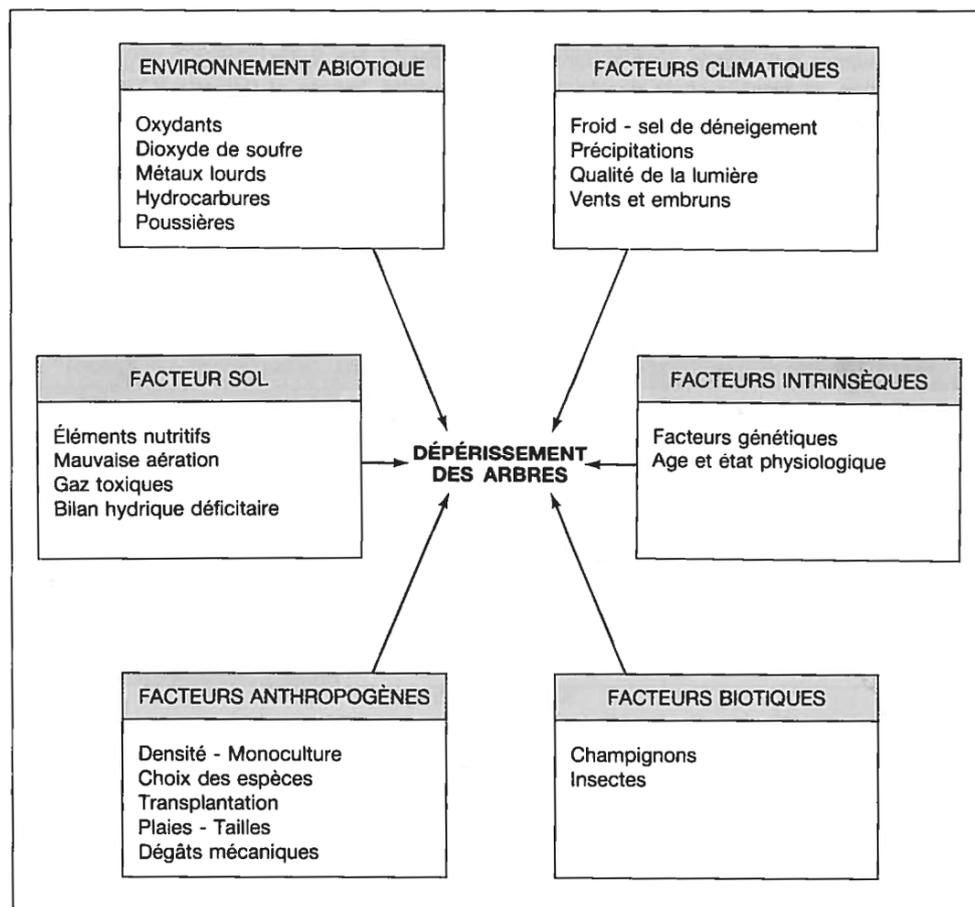 ENVIRONNEMENT ABIOTIQUE
Oxydants
Dioxyde de soufre
Métaux lourds
Hydrocarbures
Poussières
FACTEURS CLIMATIQUES
Froid - sel de déneigement
Précipitations
Qualité de la lumière
Vents et embruns
FACTEUR SOL
Éléments nutritifs
Mauvaise aération
Gaz toxiques
Bilan hydrique déficitaire
DÉPÉRISSEMENT
DES ARBRES
FACTEURS INTRINSÈQUES
Facteurs génétiques
Age et état physiologique
FACTEURS ANTHROPOGÈNES
Densité - Monoculture
Choix des espèces
Transplantation
Plaies - Tailles
Dégâts mécaniques
FACTEURS BIOTIQUES
Champignons
Insectes